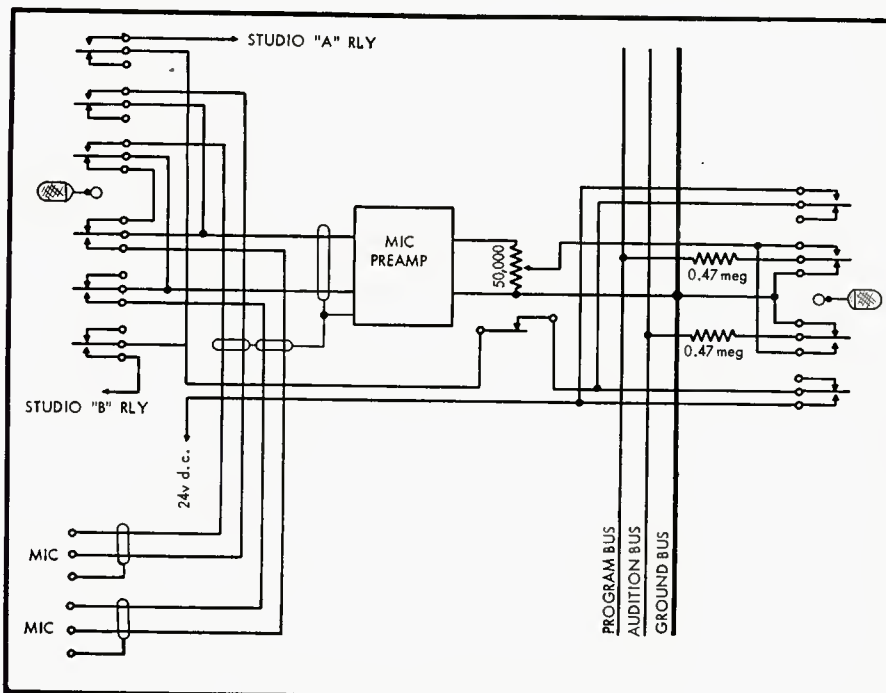 STUDIO "A" RLY
MIC
PREAMP
50,000
0.47 meg
0.47 meg
STUDIO "B" RLY
24v d.c.
MIC
MIC
PROGRAM BUS
AUDITION BUS
GROUND BUS